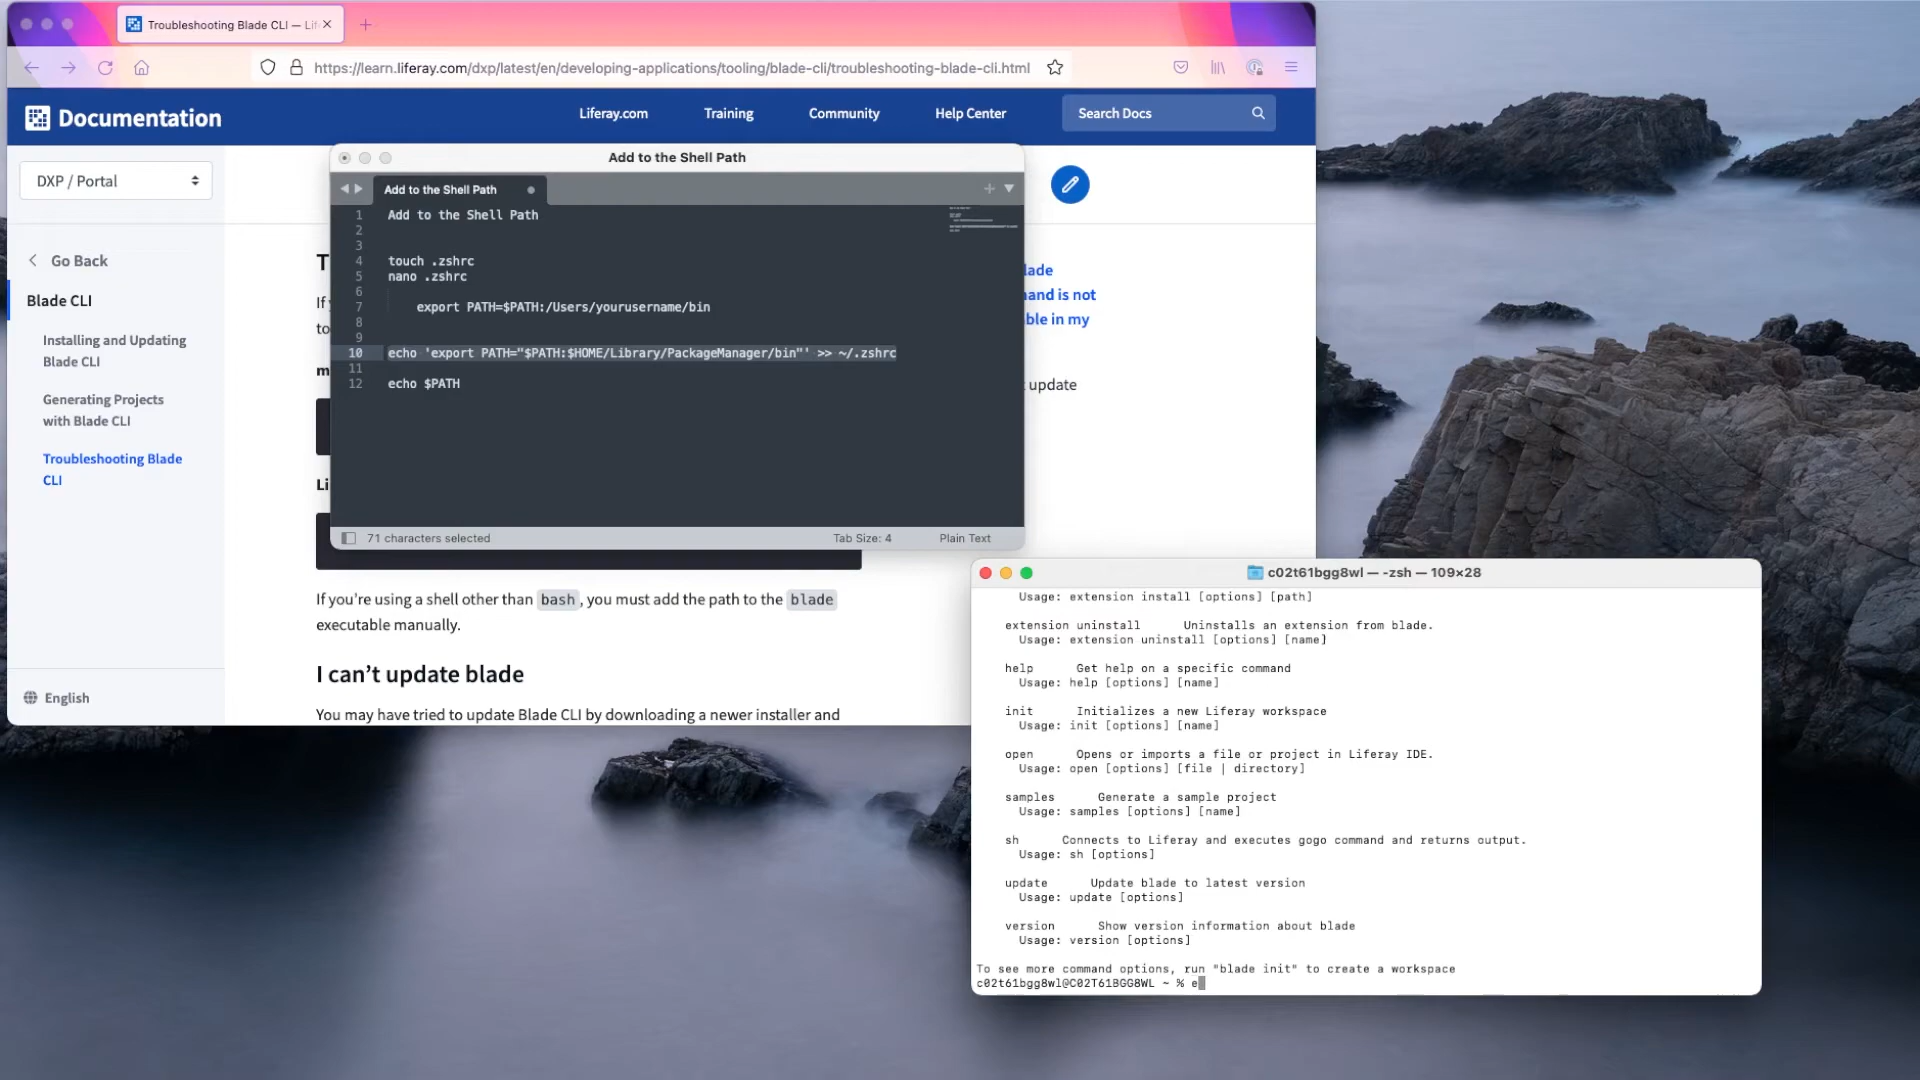 Troubleshooting Blade CLI — Lif
https://learn.liferay.com/dxp/latest/en/developing-applications/tooling/blade-cli/troubleshooting-blade-cli.html
Documentation
Liferay.com
Training
Community
Help Center
Search Docs
DXP / Portal
Go Back
Blade CLI
Installing and Updating
Blade CLI
Generating Projects
with Blade CLI
Troubleshooting Blade
CLI
English
Add to the Shell Path
Add to the Shell Path
1 Add to the Shell Path
2
3
4 touch .zshrc
5 nano .zshrc
6
7 export PATH=$PATH:/Users/yourusername/bin
8
9
10 echo 'export PATH="$PATH:$HOME/Library/PackageManager/bin"' >> ~/.zshrc
11
12 echo $PATH
71 characters selected
Tab Size: 4
Plain Text
T
If
to
m
Li
lade
and is not
ble in my
update
If you're using a shell other than bash, you must add the path to the blade
executable manually.
I can’t update blade
You may have tried to update Blade CLI by downloading a newer installer and
c02t61bgg8wl — -zsh — 109×28
Usage: extension install [options] [path]
extension uninstall Uninstalls an extension from blade.
Usage: extension uninstall [options] [name]
help Get help on a specific command
Usage: help [options] [name]
init Initializes a new Liferay workspace
Usage: init [options] [name]
open Opens or imports a file or project in Liferay IDE.
Usage: open [options] [file | directory]
samples Generate a sample project
Usage: samples [options] [name]
sh Connects to Liferay and executes gogo command and returns output.
Usage: sh [options]
update Update blade to latest version
Usage: update [options]
version Show version information about blade
Usage: version [options]
To see more command options, run "blade init" to create a workspace
c02t61bgg8wl@C02T61BGG8WL ~ % e